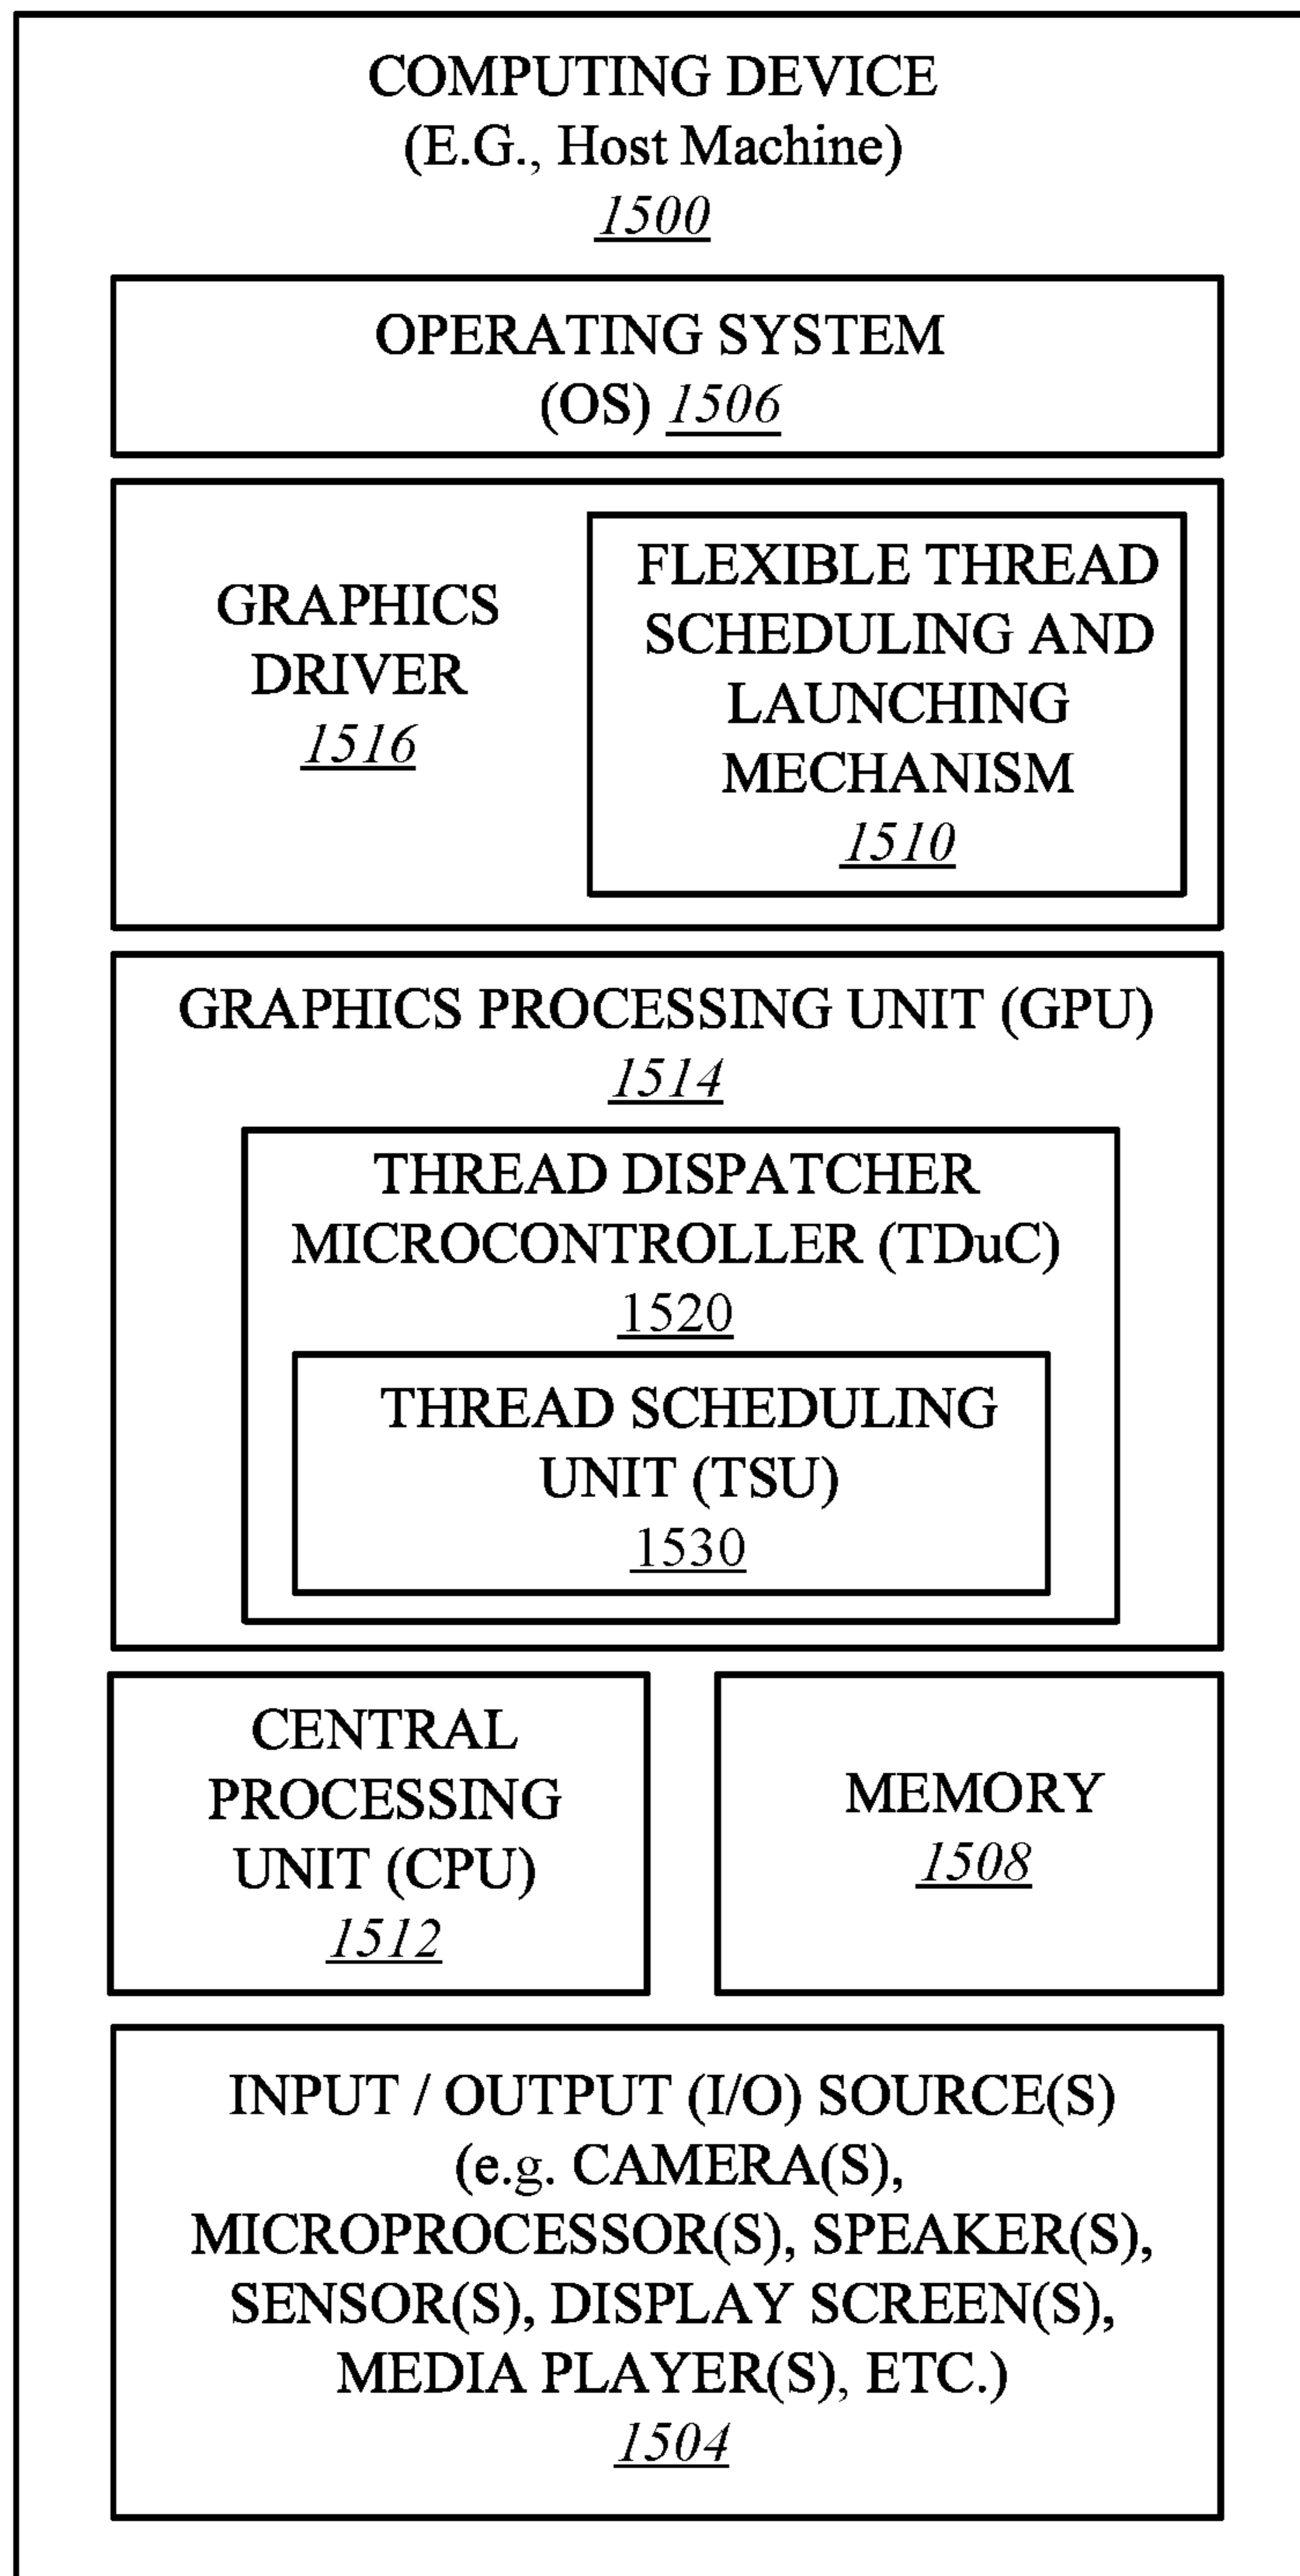 COMPUTING DEVICE
(E.G., Host Machine)
1500
OPERATING SYSTEM
(OS) 1506
GRAPHICS
DRIVER
1516
FLEXIBLE THREAD
SCHEDULING AND
LAUNCHING
MECHANISM
1510
GRAPHICS PROCESSING UNIT (GPU)
1514
THREAD DISPATCHER
MICROCONTROLLER (TDuC)
1520
THREAD SCHEDULING
UNIT (TSU)
1530
CENTRAL
PROCESSING
UNIT (CPU)
1512
MEMORY
1508
INPUT / OUTPUT (I/O) SOURCE(S)
(e.g. CAMERA(S),
MICROPROCESSOR(S), SPEAKER(S),
SENSOR(S), DISPLAY SCREEN(S),
MEDIA PLAYER(S), ETC.)
1504